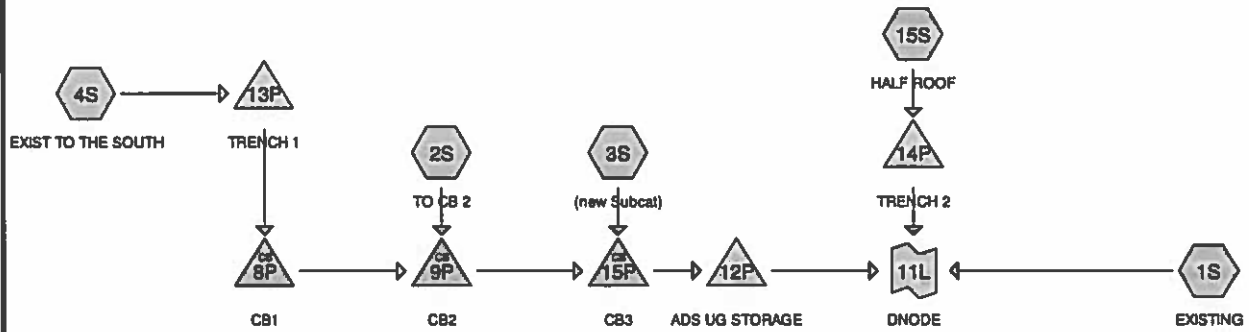 15S
HALF ROOF
4S
13P
EXIST TO THE SOUTH
TRENCH 1
2S
3S
14P
TO CB 2
(new Subcat)
TRENCH 2
CB
8P
CB
9P
CB
15P
12P
11L
1S
CB1
CB2
CB3
ADS UG STORAGE
DNODE
EXISTING